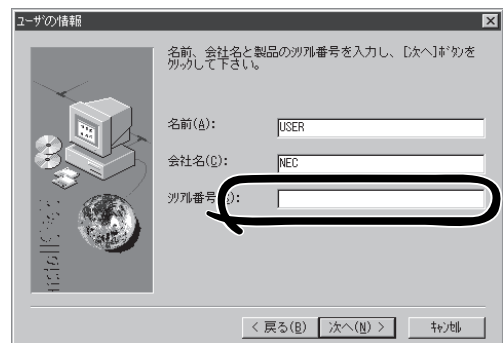 ユーザの情報
名前、会社名と製品のシリアル番号を入力し、[次へ]ボタンを
クリックして下さい。
名前(A):
USER
会社名(C):
NEC
シリアル番号
):
InstallShield
< 戻る(B)
次へ(N) >
キャンセル